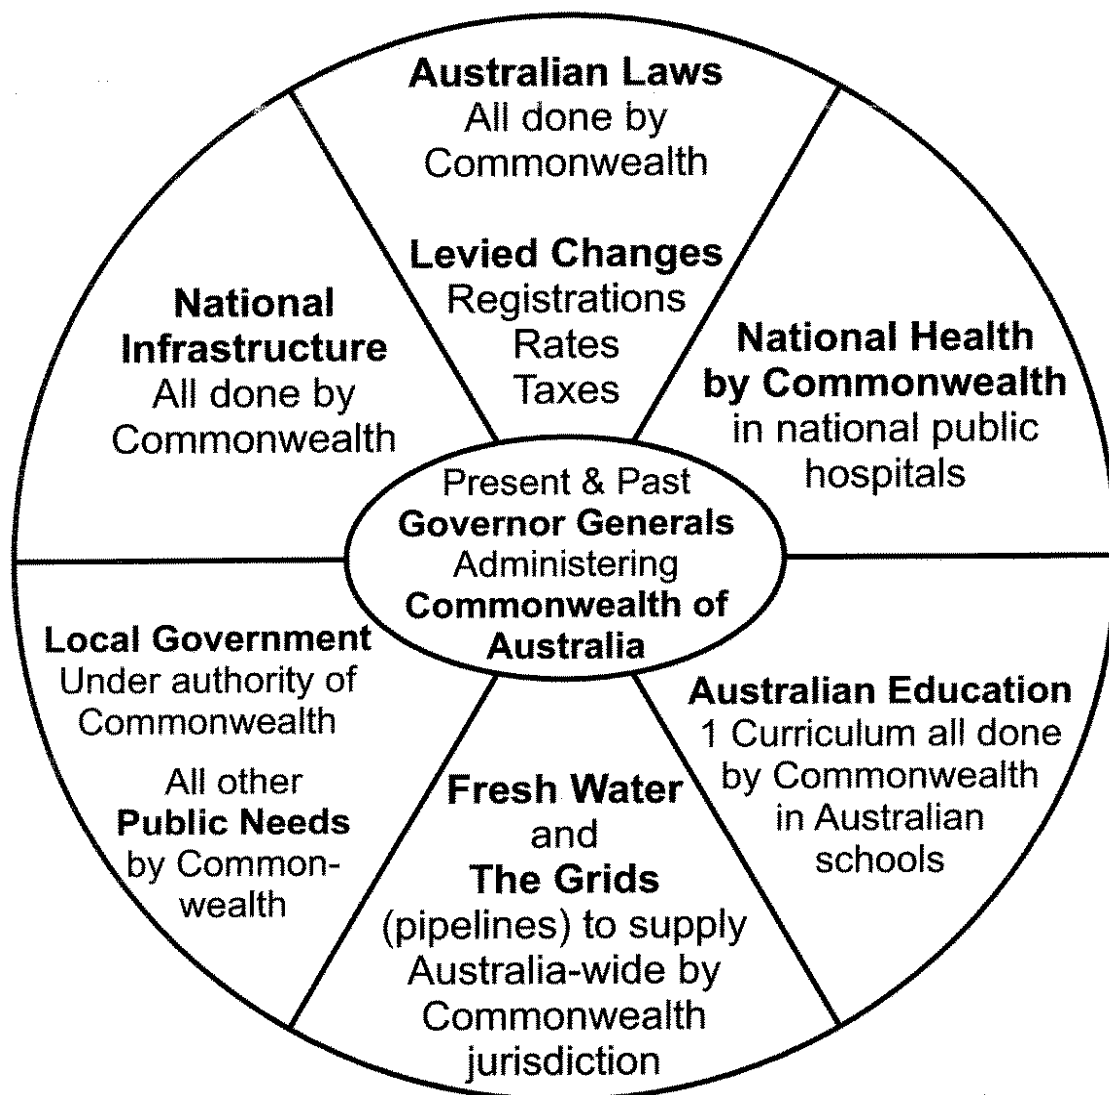 Australian Laws
All done by
Commonwealth
Levied Changes
Registrations
Rates
Taxes
National Health
by Commonwealth
in national public
hospitals
Australian Education
1 Curriculum all done
by Commonwealth
in Australian
schools
Fresh Water
and
The Grids
(pipelines) to supply
Australia-wide by
Commonwealth
jurisdiction
Local Government
Under authority of
Commonwealth
All other
Public Needs
by Common-
wealth
National
Infrastructure
All done by
Commonwealth
Present & Past
Governor Generals
Administering
Commonwealth of
Australia